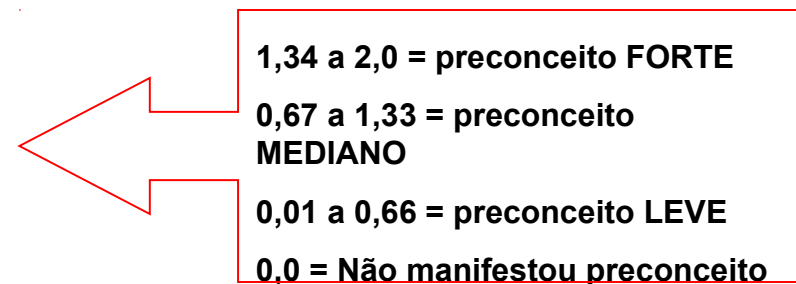 1,34 a 2,0 = preconceito FORTE
0,67 a 1,33 = preconceito
MEDIANO
0,01 a 0,66 = preconceito LEVE
0,0 = Não manifestou preconceito